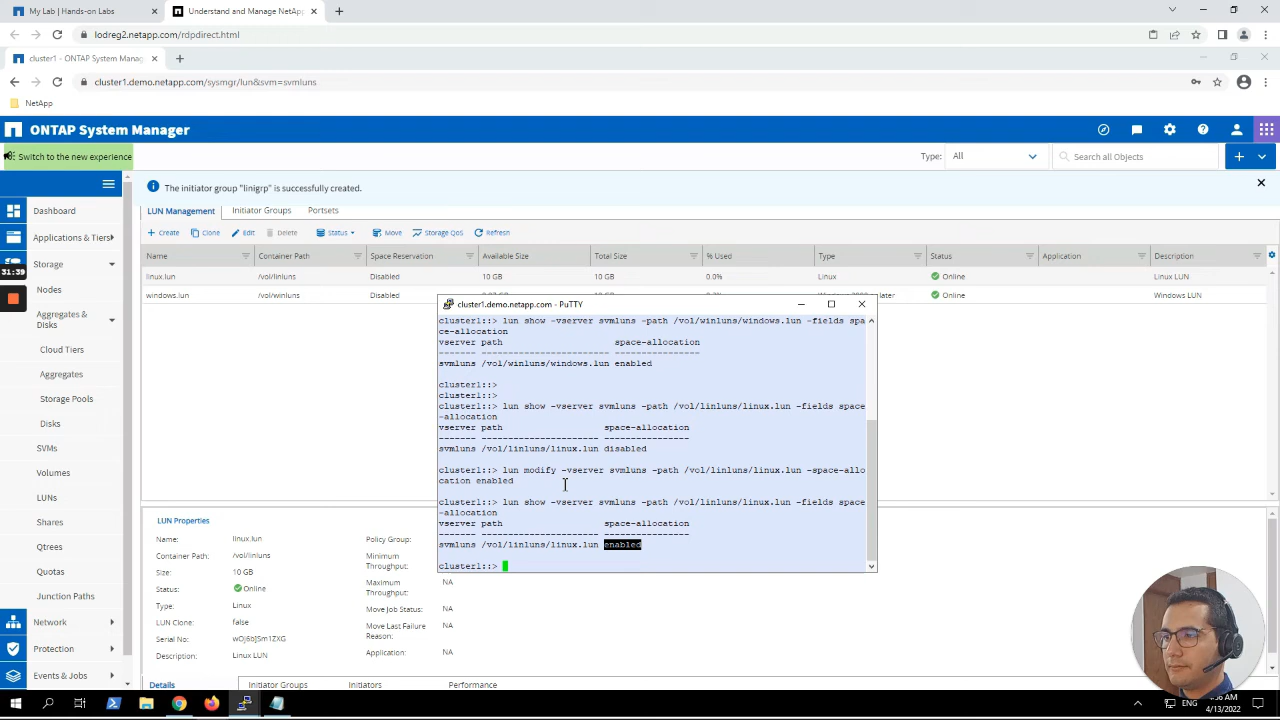 My Lab | Hands-on Labs
Understand and Manage NetAp
lodreg2.netapp.com/rdpdirect.html
cluster1 - ONTAP System Manag
cluster1.demo.netapp.com/sysmgr/lun&svm=svmluns
NetApp
ONTAP System Manager
Switch to the new experience
Type: All
Search all Objects
The initiator group "linigrp" is successfully created.
Dashboard
Applications & Tiers
Storage
31:39
Nodes
Aggregates &
Disks
Cloud Tiers
Aggregates
Storage Pools
Disks
SVMs
Volumes
LUNs
Shares
Qtrees
Quotas
Junction Paths
Network
Protection
Events & Jobs
LUN Management Initiator Groups Portsets
+ Create Clone Edit Delete Status Move Storage QoS Refresh
Name Container Path Space Reservation Available Size Total Size % Used Type Status Application Description
linux.lun /vol/linluns Disabled 10 GB 10 GB 0.0% Linux Online Linux LUN
windows.lun /vol/winluns Disabled Online Windows LUN
cluster1.demo.netapp.com - PuTTY
cluster1::> lun show -vserver svmluns -path /vol/winluns/windows.lun -fields spa
ce-allocation
vserver path space-allocation
------- ------------------------ ----------------
svmluns /vol/winluns/windows.lun enabled
cluster1::>
cluster1::>
cluster1::> lun show -vserver svmluns -path /vol/linluns/linux.lun -fields space
-allocation
vserver path space-allocation
------- ---------------------- ----------------
svmluns /vol/linluns/linux.lun disabled
cluster1::> lun modify -vserver svmluns -path /vol/linluns/linux.lun -space-allo
cation enabled
cluster1::> lun show -vserver svmluns -path /vol/linluns/linux.lun -fields space
-allocation
vserver path space-allocation
------- ---------------------- ----------------
svmluns /vol/linluns/linux.lun enabled
cluster1::>
LUN Properties
Name: linux.lun
Container Path: /vol/linluns
Size: 10 GB
Status: Online
Type: Linux
LUN Clone: false
Serial No: wOj6b]Sm1ZXG
Description: Linux LUN
Policy Group:
Minimum
Throughput:
Maximum
Throughput: NA
Move Job Status: NA
Move Last Failure
Reason: NA
Application: NA
Details Initiator Groups Initiators Performance
ENG
4/13/2022